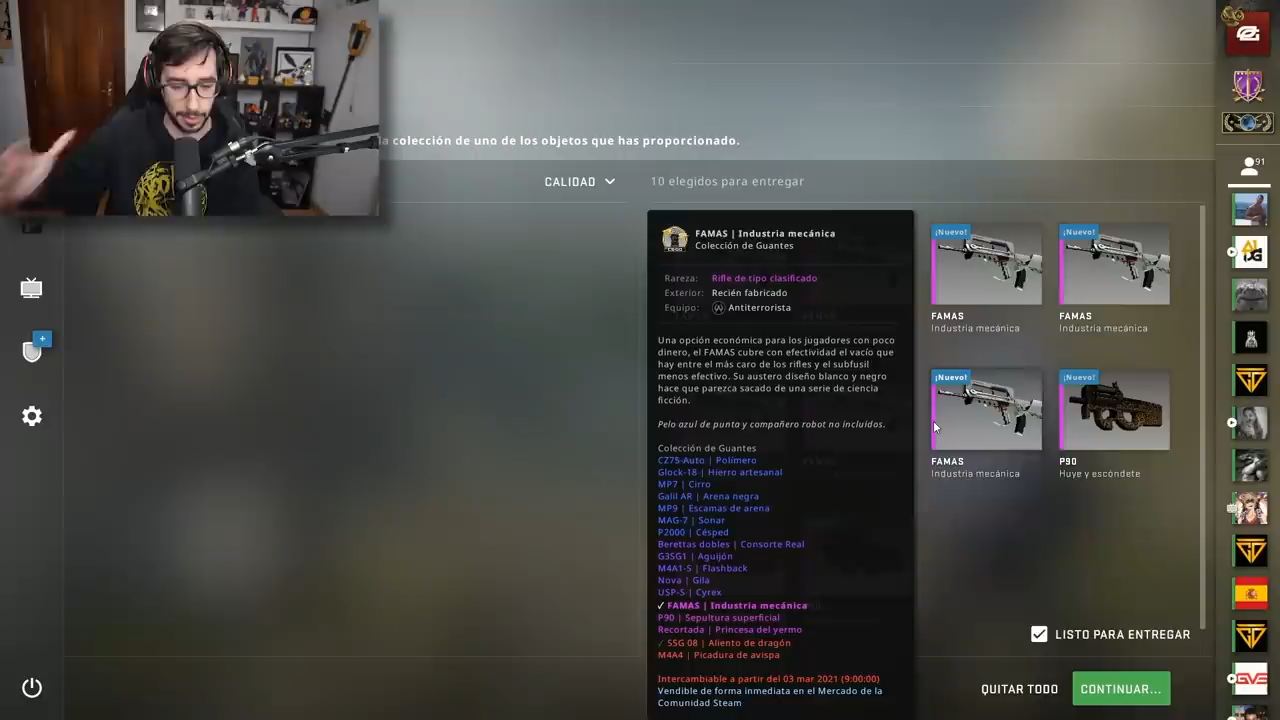 la colección de uno de los objetos que has proporcionado.
CALIDAD
10 elegidos para entregar
91
FAMAS | Industria mecánica
Colección de Guantes
Rareza: Rifle de tipo clasificado
Exterior: Recién fabricado
Equipo: Antiterrorista
Una opción económica para los jugadores con poco
dinero, el FAMAS cubre con efectividad el vacío que
hay entre el más caro de los rifles y el subfusil
menos efectivo. Su austero diseño blanco y negro
hace que parezca sacado de una serie de ciencia
ficción.
Pelo azul de punta y compañero robot no incluidos.
Colección de Guantes
CZ75-Auto | Polímero
Glock-18 | Hierro artesanal
MP7 | Cirro
Galil AR | Arena negra
MP9 | Escamas de arena
MAG-7 | Sonar
P2000 | Césped
Berettas dobles | Consorte Real
G3SG1 | Aguijón
M4A1-S | Flashback
Nova | Gila
USP-S | Cyrex
✓ FAMAS | Industria mecánica
P90 | Sepultura superficial
Recortada | Princesa del yermo
✓ SSG 08 | Aliento de dragón
M4A4 | Picadura de avispa
Intercambiable a partir del 03 mar 2021 (9:00:00)
Vendible de forma inmediata en el Mercado de la
Comunidad Steam
¡Nuevo!
FAMAS
Industria mecánica
¡Nuevo!
FAMAS
Industria mecánica
¡Nuevo!
FAMAS
Industria mecánica
¡Nuevo!
P90
Huye y escóndete
LISTO PARA ENTREGAR
QUITAR TODO
CONTINUAR...
GVE